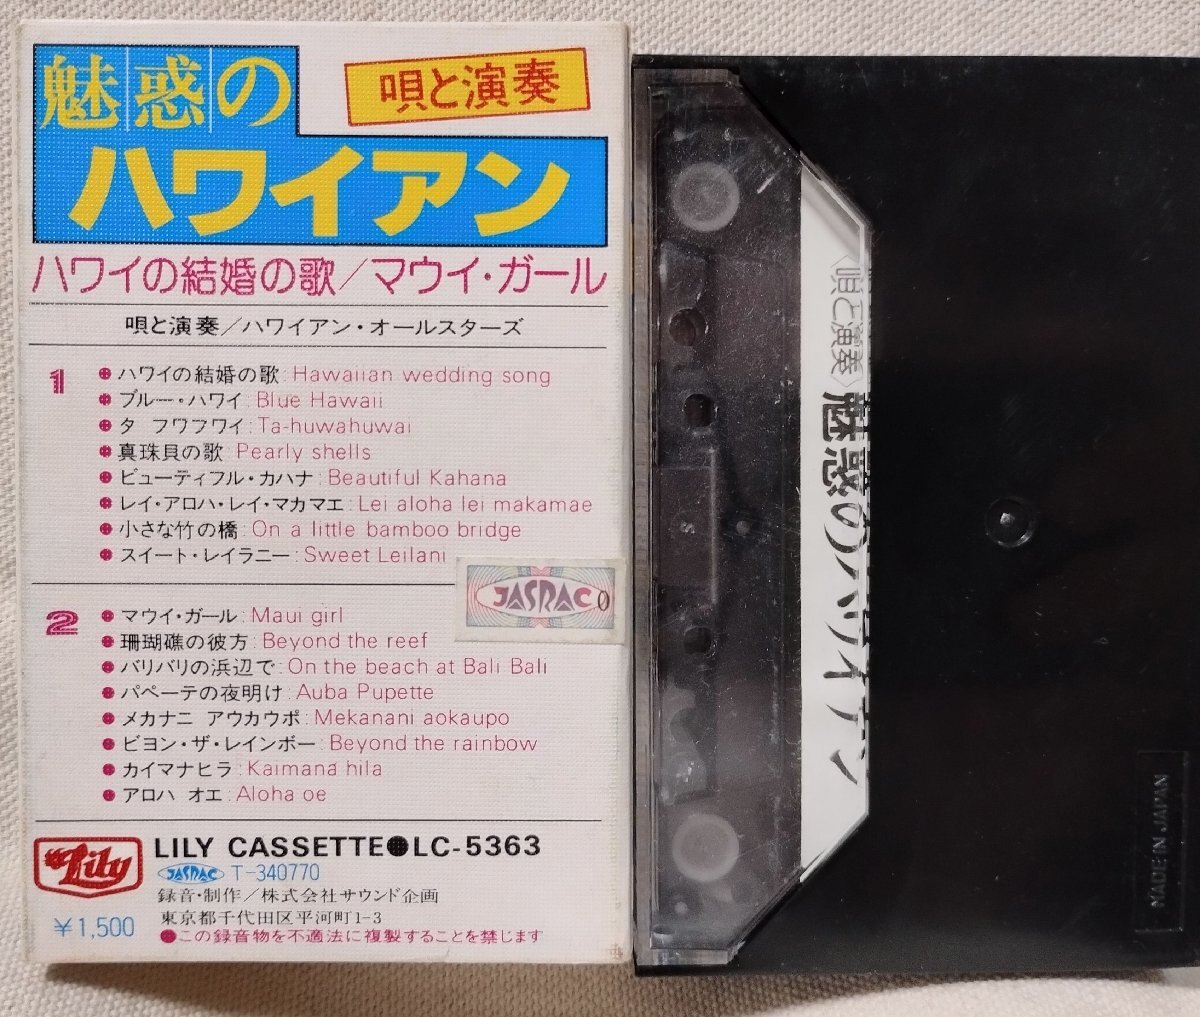 魅惑の
唄と演奏
ハワイアン
ハワイの結婚の歌/マウイ・ガール
唄と演奏/ハワイアン・オールスターズ
1
●ハワイの結婚の歌:Hawaiian wedding song
●ブルー・ハワイ:Blue Hawaii
●タ フワフワイ:Ta-huwahuwai
●真珠貝の歌:Pearly shells
●ビューティフル・カハナ:Beautiful Kahana
●レイ・アロハ・レイ・マカマエ:Lei aloha lei makamae
●小さな竹の橋:On a little bamboo bridge
●スイート・レイラニー:Sweet Leilani
JASRAC 0
2
●マウイ・ガール:Maui girl
●珊瑚礁の彼方:Beyond the reef
●バリバリの浜辺で:On the beach at Bali Bali
●パペーテの夜明け:Auba Pupette
●メカナニ アウカウポ:Mekanani aokaupo
●ビヨン・ザ・レインボー:Beyond the rainbow
●カイマナヒラ:Kaimana hila
●アロハ オエ:Aloha oe
Lily
LILY CASSETTE●LC-5363
JASRAC T-340770
録音・制作/株式会社サウンド企画
東京都千代田区平河町1-3
¥1,500
●この録音物を不適法に複製することを禁じます
〈唄と演奏〉魅惑のハワイアン
MADE IN JAPAN